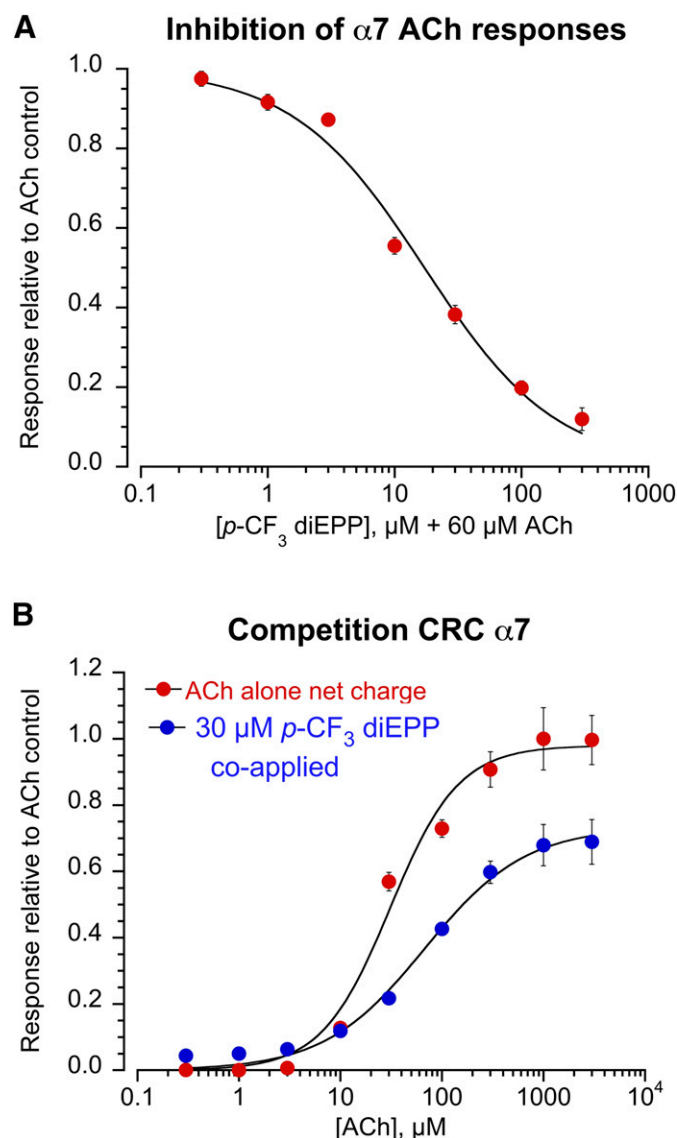 A
Inhibition of α7 ACh responses
Response relative to ACh control
1.0
0.8
0.6
0.4
0.2
0.0
0.1 1 10 100 1000
[p-CF₃ diEPP], µM + 60 µM ACh
B
Competition CRC α7
Response relative to ACh control
1.2
1.0
0.8
0.6
0.4
0.2
0.0
ACh alone net charge
30 µM p-CF₃ diEPP
co-applied
0.1 1 10 100 1000 10⁴
[ACh], µM